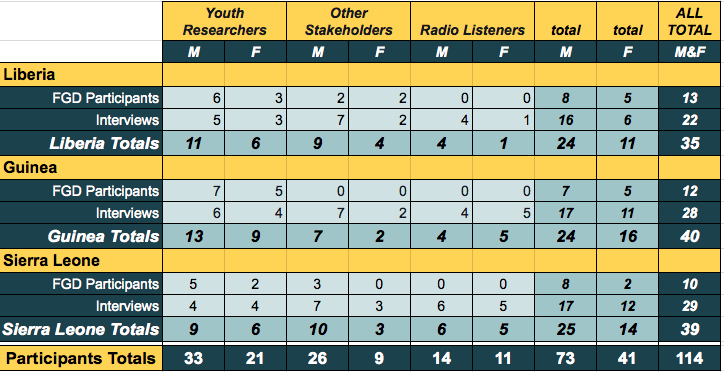 Youth Researchers Other Stakeholders Radio Listeners total total ALL TOTAL
M F M F M F M F M&F
Liberia
FGD Participants 6 3 2 2 0 0 8 5 13
Interviews 5 3 7 2 4 1 16 6 22
Liberia Totals 11 6 9 4 4 1 24 11 35
Guinea
FGD Participants 7 5 0 0 0 0 7 5 12
Interviews 6 4 7 2 4 5 17 11 28
Guinea Totals 13 9 7 2 4 5 24 16 40
Sierra Leone
FGD Participants 5 2 3 0 0 0 8 2 10
Interviews 4 4 7 3 6 5 17 12 29
Sierra Leone Totals 9 6 10 3 6 5 25 14 39
Participants Totals 33 21 26 9 14 11 73 41 114